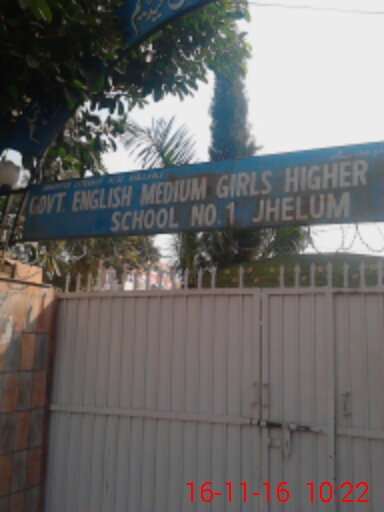 GOVT. ENGLISH MEDIUM GIRLS HIGHER
SCHOOL NO.1 JHELUM
16-11-16 10:22